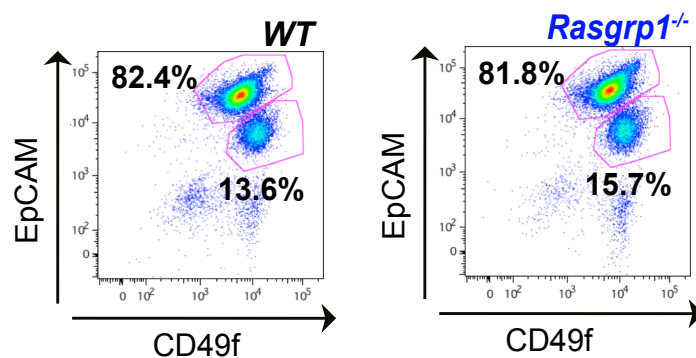 WT
Rasgrp1-/-
82.4%
13.6%
EpCAM
10⁵
10⁴
10³
10²
0
0 10² 10³ 10⁴ 10⁵
CD49f
81.8%
15.7%
EpCAM
10⁵
10⁴
10³
10²
0
0 10² 10³ 10⁴ 10⁵
CD49f